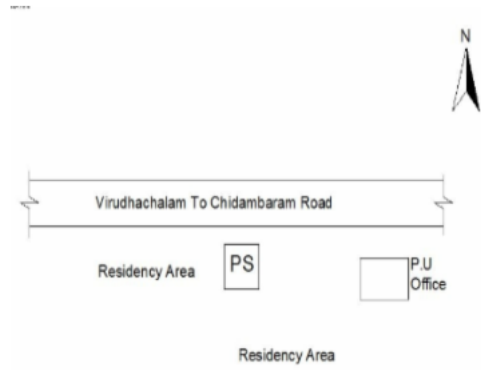 N
Virudhachalam To Chidambaram Road
Residency Area
PS
P.U
Office
Residency Area